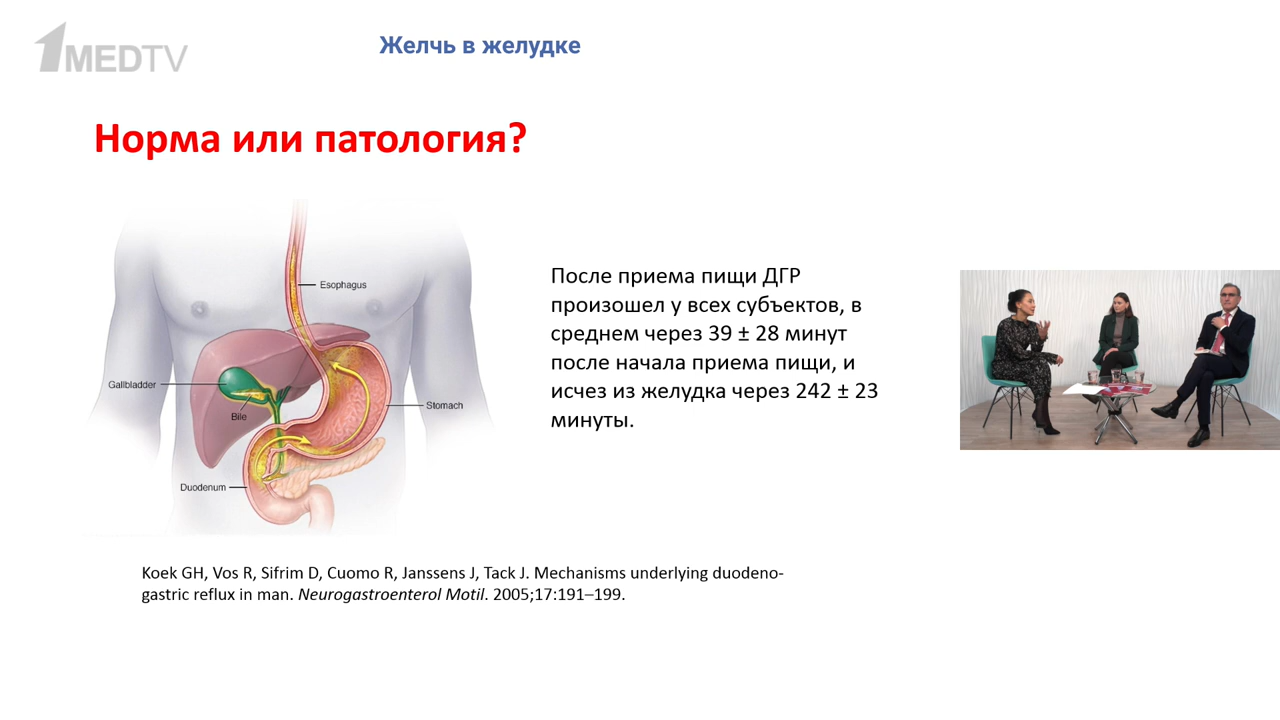 1MEDTV
Желчь в желудке
Норма или патология?
Esophagus
Gallbladder
Bile
Stomach
Duodenum
После приема пищи ДГР
произошел у всех субъектов, в
среднем через 39 ± 28 минут
после начала приема пищи, и
исчез из желудка через 242 ± 23
минуты.
Koek GH, Vos R, Sifrim D, Cuomo R, Janssens J, Tack J. Mechanisms underlying duodeno-
gastric reflux in man. Neurogastroenterol Motil. 2005;17:191–199.